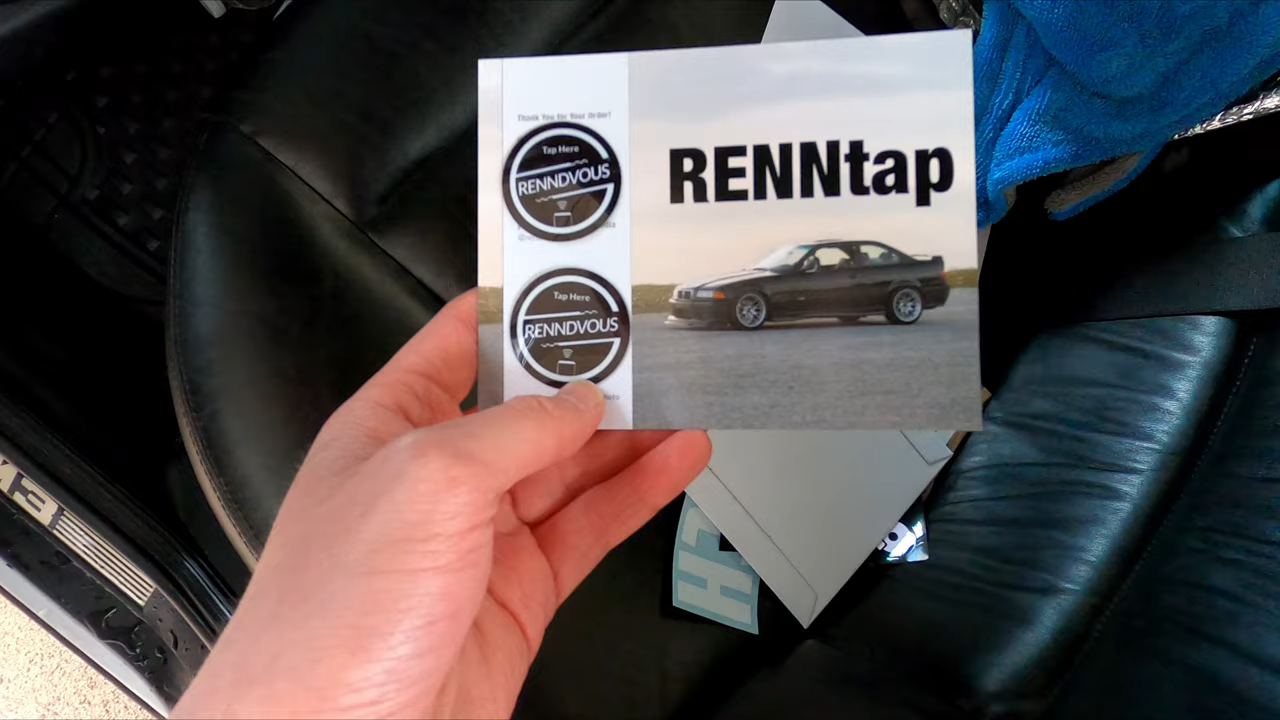 Thank You for Your Order!
Tap Here
RENNDVOUS
Tap Here
RENNDVOUS
RENNtap
M3